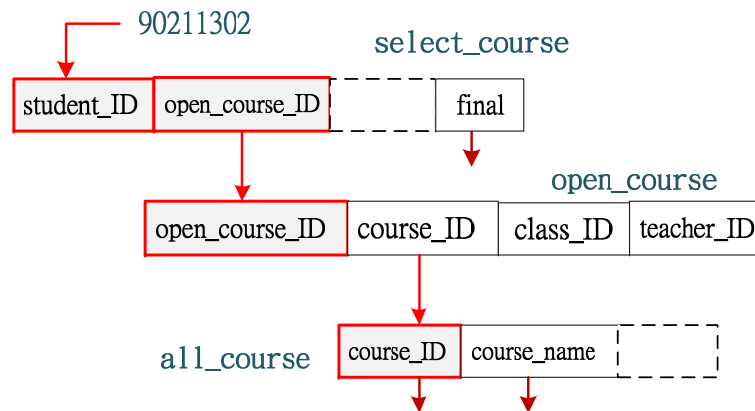 90211302
select_course
student_ID open_course_ID final
open_course
open_course_ID course_ID class_ID teacher_ID
all_course course_ID course_name